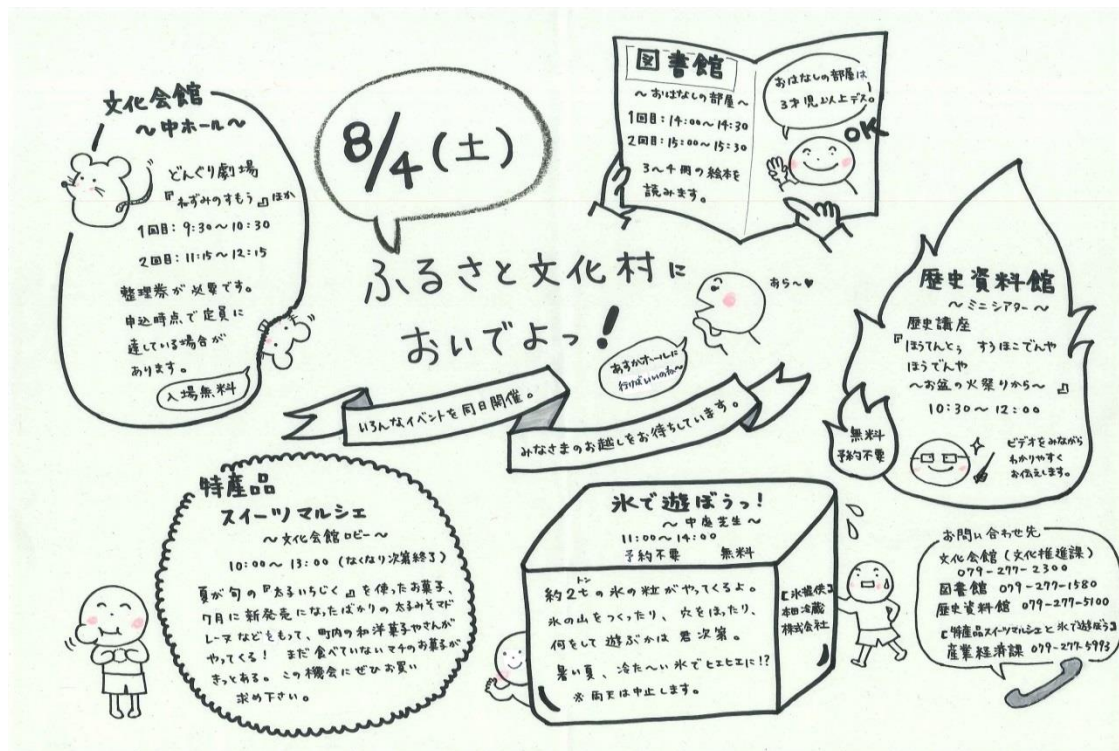 8/4(土)
ふるさと文化村に
おいでよっ!
いろんなイベントを同日開催。
みなさまのお越しをお待ちしています。
あら〜♥
あすかホールに
行けばいいのね〜
文化会館
〜中ホール〜
どんぐり劇場
『ねずみのすもう』ほか
1回目:9:30〜10:30
2回目:11:15〜12:15
整理券が必要です。
申込時点で定員に
達している場合が
あります。
入場無料
図書館
〜おはなしの部屋〜
1回目:14:00〜14:30
2回目:15:00〜15:30
3〜4冊の絵本を
読みます。
おはなしの部屋は、
3才児以上デス。
OK
歴史資料館
〜ミニシアター〜
歴史講座
『ほうてんとぅ すろほこでんや
ほうでんや
〜お盆の火祭りから〜』
10:30〜12:00
無料
予約不要
ビデオをみながら
わかりやすく
お伝えします。
特産品
スイーツマルシェ
〜文化会館ロビー〜
10:00〜13:00(なくなり次第終了)
夏が旬の『太るいちじく』を使ったお菓子、
7月に新発売になったばかりの太るみそマド
レーヌなどをもって、町内の和洋菓子やさんが
やってくる! まだ食べていないマチのお菓子が
きっとある。この機会にぜひお買い
求め下さい。
氷で遊ぼうっ!
〜中庭芝生〜
11:00〜14:00
予約不要 無料
約2t(トン)の氷の粒がやってくるよ。
氷の山をつくったり、穴をほったり、
何をして遊ぶかは君次第。
暑い夏、冷た〜い氷でヒエヒエに!?
※雨天は中止します。
【氷提供】
本田冷蔵
株式会社
お問い合わせ先
文化会館(文化推進課)
079-277-2300
図書館 079-277-1580
歴史資料館 079-277-5100
【特産品スイーツマルシェと氷で遊ぼう】
産業経済課 079-277-5993